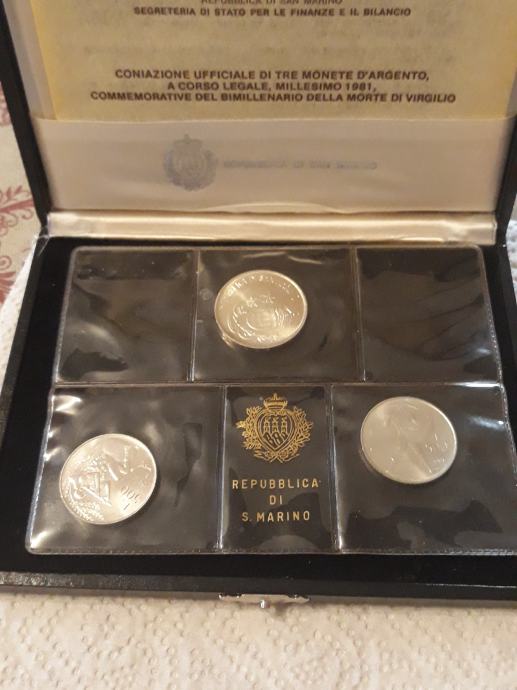 REPUBBLICA DI SAN MARINO
SEGRETERIA DI STATO PER LE FINANZE E IL BILANCIO
CONIAZIONE UFFICIALE DI TRE MONETE D'ARGENTO,
A CORSO LEGALE, MILLESIMO 1981,
COMMEMORATIVE DEL BIMILLENARIO DELLA MORTE DI VIRGILIO
REPUBBLICA DI SAN MARINO
500
REPUBBLICA
DI
S. MARINO